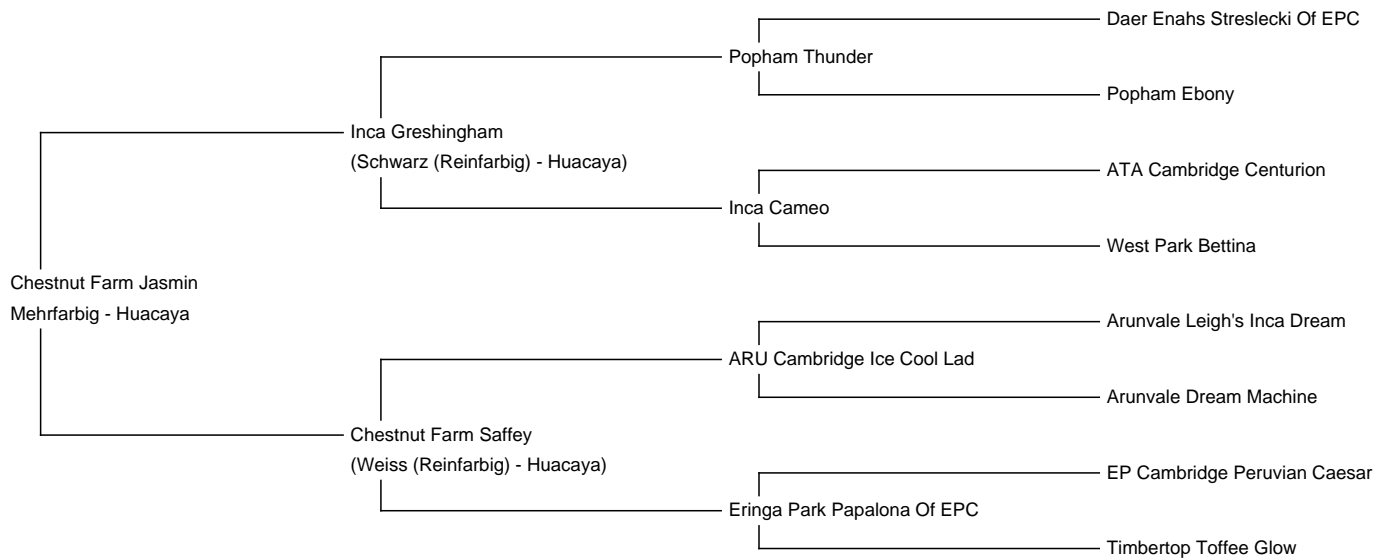 Daer Enahs Streslecki Of EPC
Popham Thunder
Popham Ebony
Inca Greshingham
(Schwarz (Reinfarbig) - Huacaya)
ATA Cambridge Centurion
Inca Cameo
West Park Bettina
Chestnut Farm Jasmin
Mehrfarbig - Huacaya
Arunvale Leigh's Inca Dream
ARU Cambridge Ice Cool Lad
Arunvale Dream Machine
Chestnut Farm Saffey
(Weiss (Reinfarbig) - Huacaya)
EP Cambridge Peruvian Caesar
Eringa Park Papalona Of EPC
Timbertop Toffee Glow